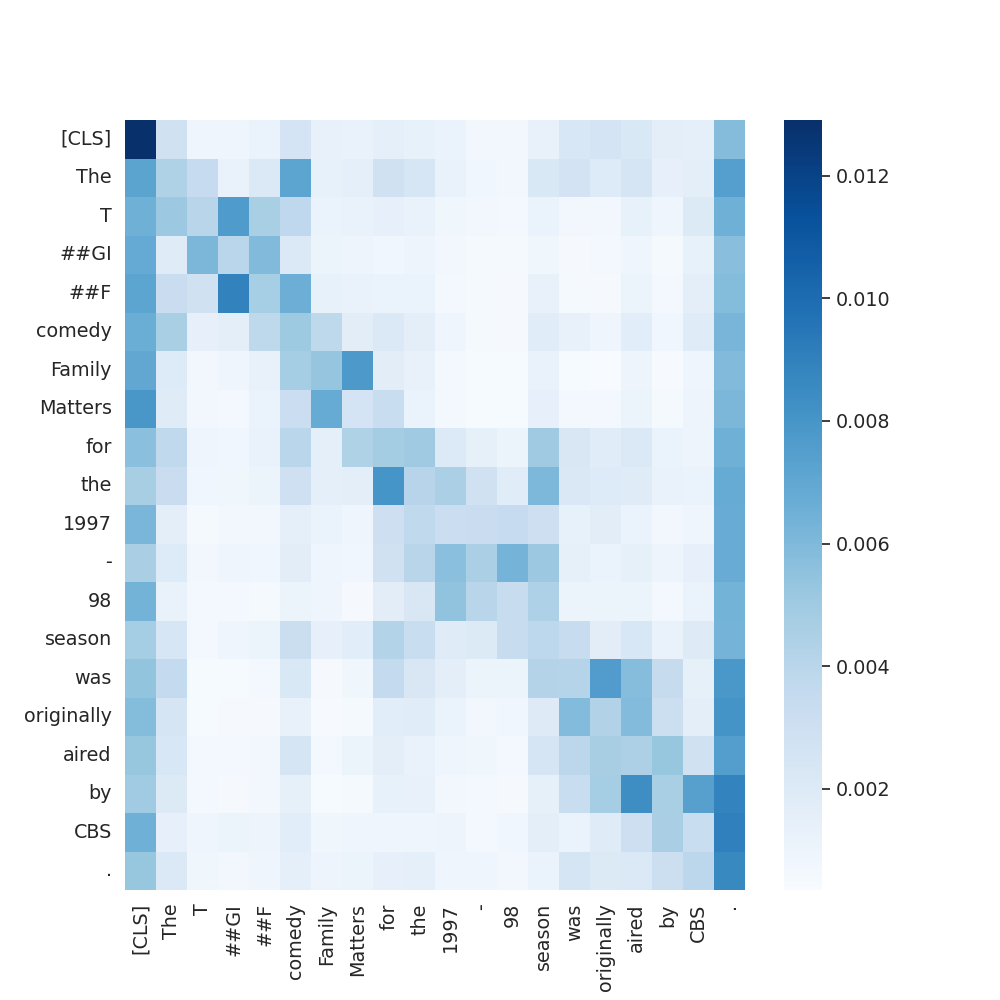 [CLS]
The
T
##GI
##F
comedy
Family
Matters
for
the
1997
-
98
season
was
originally
aired
by
CBS
.
[CLS]
The
T
##GI
##F
comedy
Family
Matters
for
the
1997
-
98
season
was
originally
aired
by
CBS
.
0.012
0.010
0.008
0.006
0.004
0.002